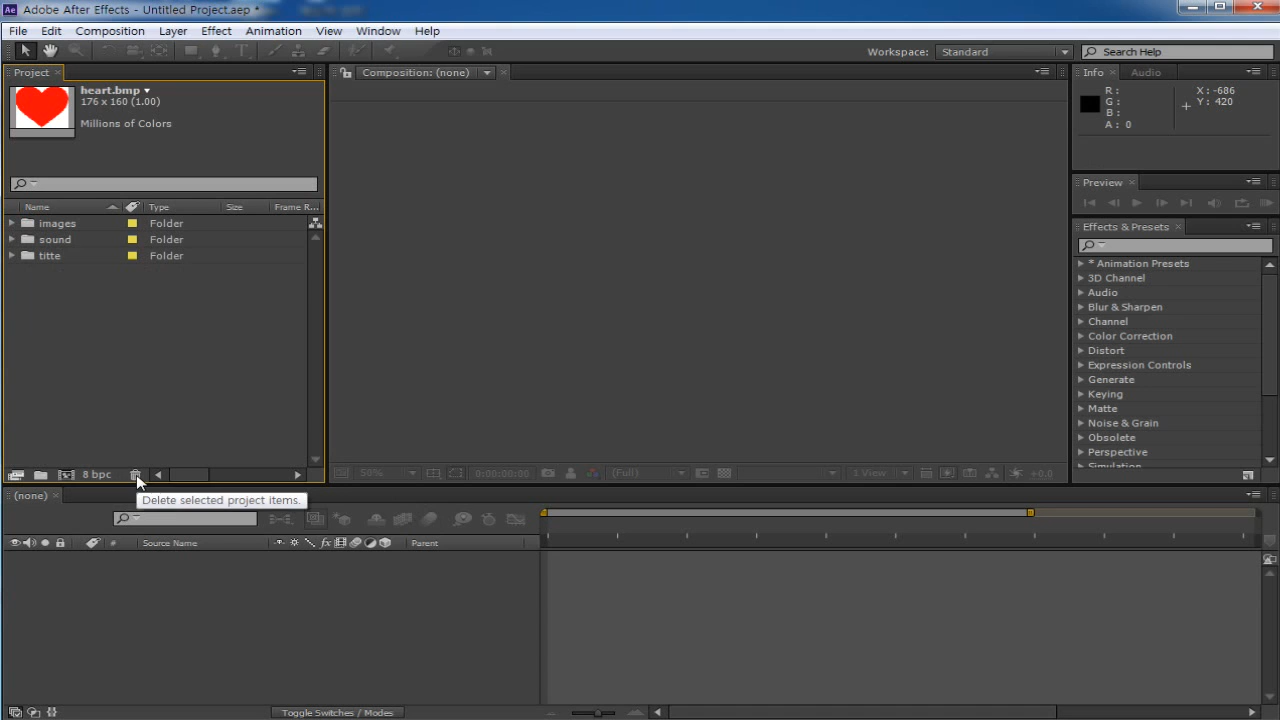 Ae Adobe After Effects - Untitled Project.aep *
File Edit Composition Layer Effect Animation View Window Help
Workspace: Standard Search Help
Project
Composition: (none)
Info Audio
heart.bmp
176 x 160 (1.00)
Millions of Colors
R :
G :
B :
A : 0
X : -686
Y : 420
Preview
Name Type Size Frame R...
images Folder
sound Folder
titte Folder
Effects & Presets
* Animation Presets
3D Channel
Audio
Blur & Sharpen
Channel
Color Correction
Distort
Expression Controls
Generate
Keying
Matte
Noise & Grain
Obsolete
Perspective
Simulation
8 bpc
50% 0:00:00:00 (Full) 1 View +0.0
Delete selected project items.
(none)
# Source Name fx Parent
Toggle Switches / Modes